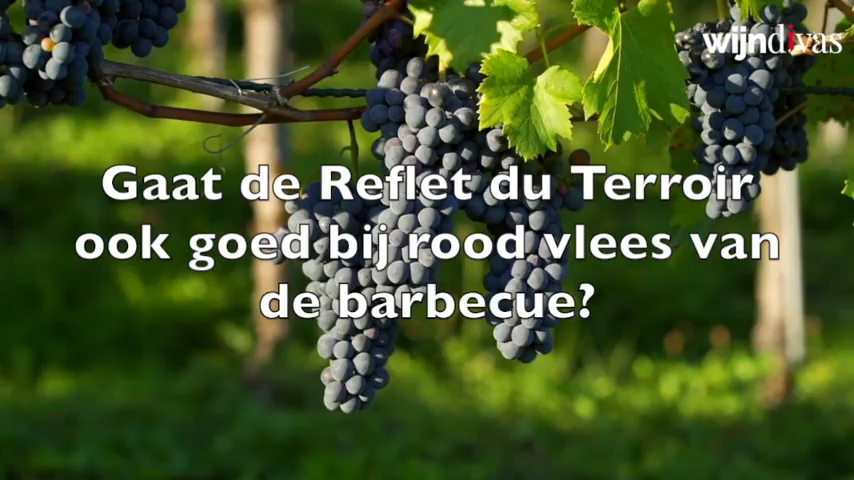 wijndivas
Gaat de Reflet du Terroir
ook goed bij rood vlees van
de barbecue?